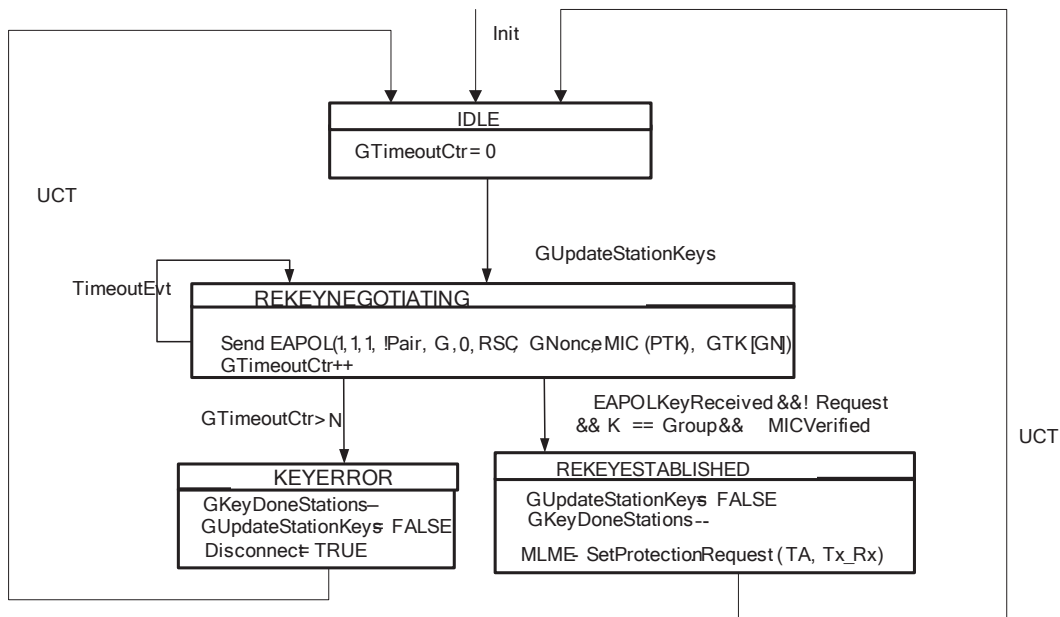 Init
IDLE
GTimeoutCtr = 0
UCT
GUpdateStationKeys
TimeoutEvt
REKEYNEGOTIATING
Send EAPOL(1,1,1, !Pair, G,0,RSC, GNonce,MIC (PTK), GTK[GN])
GTimeoutCtr++
GTimeoutCtr>N
EAPOLKeyReceived &&! Request
&& K == Group&& MICVerified
UCT
KEYERROR
GKeyDoneStations–
GUpdateStationKeys= FALSE
Disconnect= TRUE
REKEYESTABLISHED
GUpdateStationKeys= FALSE
GKeyDoneStations--
MLME- SetProtectionRequest(TA, Tx_Rx)